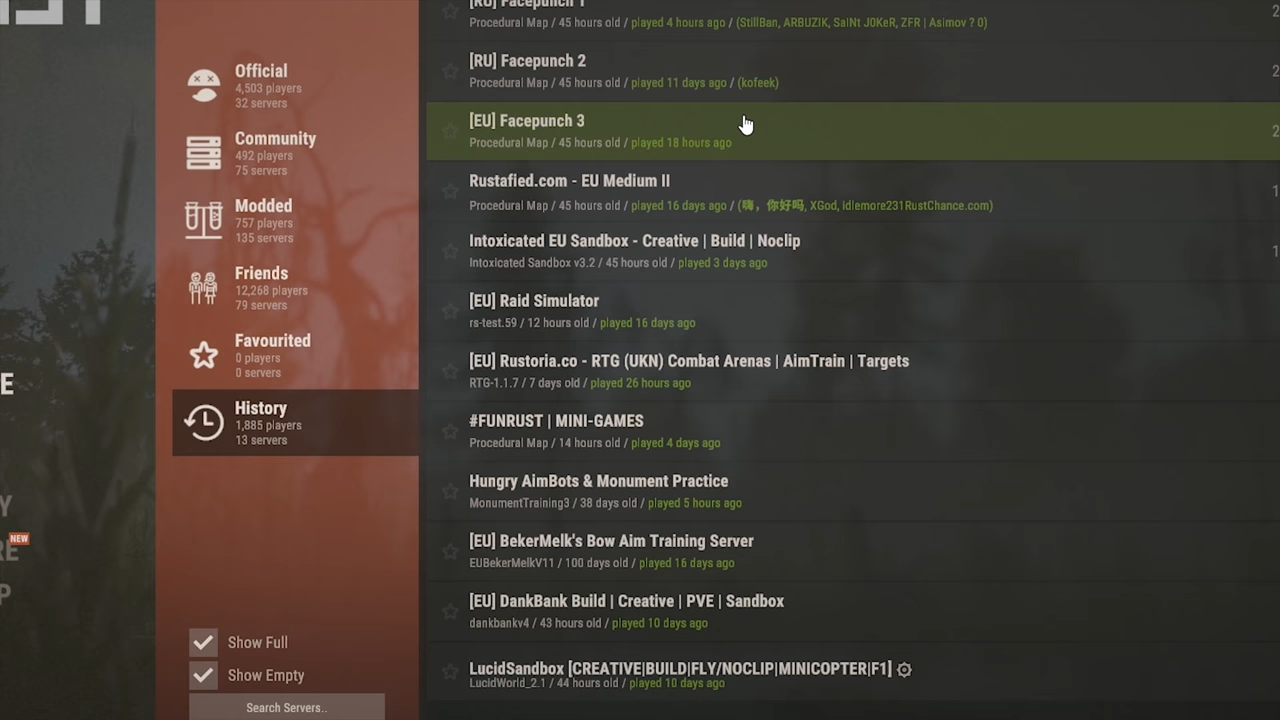 Official
4,503 players
32 servers
Community
492 players
75 servers
Modded
757 players
135 servers
Friends
12,268 players
79 servers
Favourited
0 players
0 servers
History
1,885 players
13 servers
Show Full
Show Empty
Search Servers..
E
Y
NEW
RE
P
[RU] Facepunch 1
2
Procedural Map / 45 hours old / played 4 hours ago / (StillBan, ARBUZIK, SaINt J0KeR, ZFR | Asimov ? 0)
[RU] Facepunch 2
2
Procedural Map / 45 hours old / played 11 days ago / (kofeek)
[EU] Facepunch 3
2
Procedural Map / 45 hours old / played 18 hours ago
Rustafied.com - EU Medium II
1
Procedural Map / 45 hours old / played 16 days ago / (嗨，你好吗, XGod, idlemore231RustChance.com)
Intoxicated EU Sandbox - Creative | Build | Noclip
1
Intoxicated Sandbox v3.2 / 45 hours old / played 3 days ago
[EU] Raid Simulator
rs-test.59 / 12 hours old / played 16 days ago
[EU] Rustoria.co - RTG (UKN) Combat Arenas | AimTrain | Targets
RTG-1.1.7 / 7 days old / played 26 hours ago
#FUNRUST | MINI-GAMES
Procedural Map / 14 hours old / played 4 days ago
Hungry AimBots & Monument Practice
MonumentTraining3 / 38 days old / played 5 hours ago
[EU] BekerMelk's Bow Aim Training Server
EUBekerMelkV11 / 100 days old / played 16 days ago
[EU] DankBank Build | Creative | PVE | Sandbox
dankbankv4 / 43 hours old / played 10 days ago
LucidSandbox [CREATIVE|BUILD|FLY/NOCLIP|MINICOPTER|F1]
LucidWorld_2.1 / 44 hours old / played 10 days ago